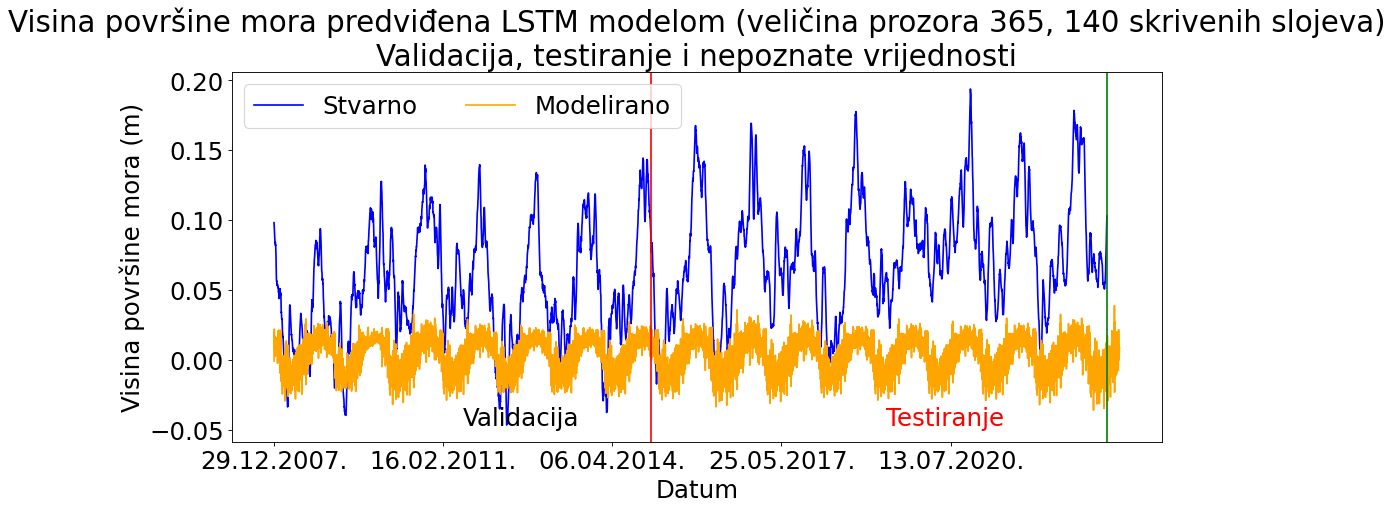 Visina površine mora predviđena LSTM modelom (veličina prozora 365, 140 skrivenih slojeva)
Validacija, testiranje i nepoznate vrijednosti
Stvarno Modelirano
Visina površine mora (m)
0.20
0.15
0.10
0.05
0.00
−0.05
Validacija Testiranje
29.12.2007. 16.02.2011. 06.04.2014. 25.05.2017. 13.07.2020.
Datum